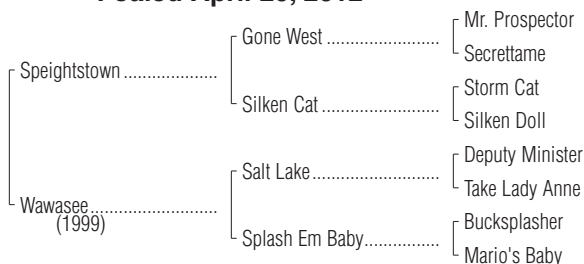 Foaled April 2012
Mr. Prospector
Gone West
Secrettame
Speightstown
Storm Cat
Silken Cat
Silken Doll
Deputy Minister
Salt Lake
Take Lady Anne
Wawasee
(1999)
Bucksplasher
Splash Em Baby
Mario's Baby